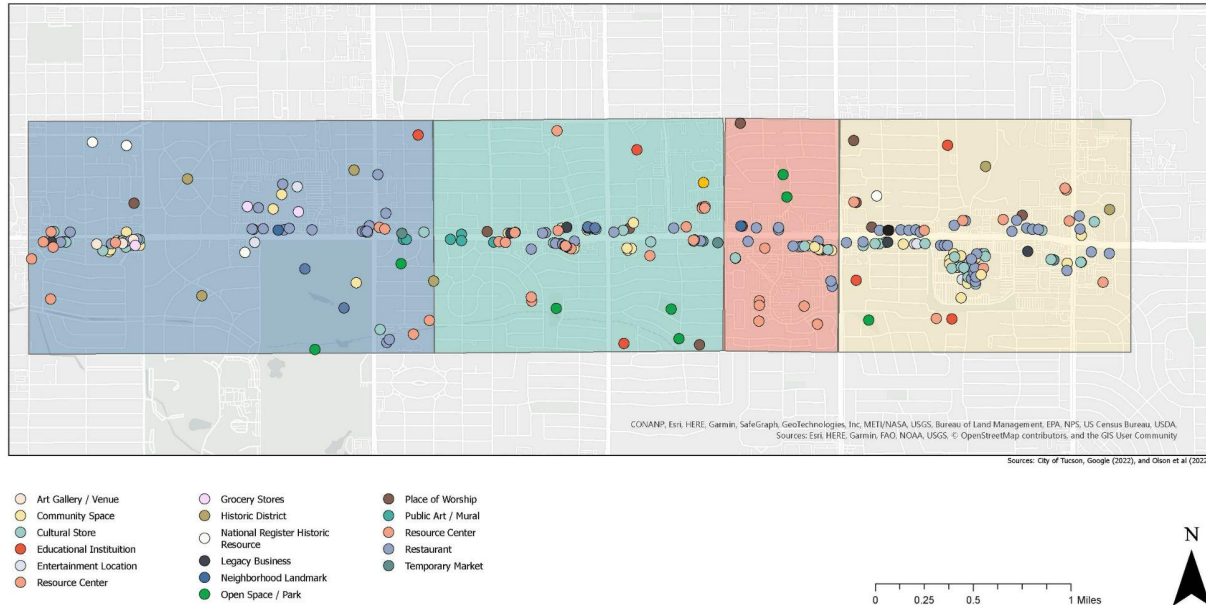 CONANP, Esri, HERE, Garmin, SafeGraph, GeoTechnologies, Inc, METI/NASA, USGS, Bureau of Land Management, EPA, NPS, US Census Bureau, USDA,
Sources: Esri, HERE, Garmin, FAO, NOAA, USGS, © OpenStreetMap contributors, and the GIS User Community
Sources: City of Tucson, Google (2022), and Olson et al (2022
Art Gallery / Venue
Community Space
Cultural Store
Educational Instituition
Entertainment Location
Resource Center
Grocery Stores
Historic District
National Register Historic
Resource
Legacy Business
Neighborhood Landmark
Open Space / Park
Place of Worship
Public Art / Mural
Resource Center
Restaurant
Temporary Market
N
0 0.25 0.5 1 Miles